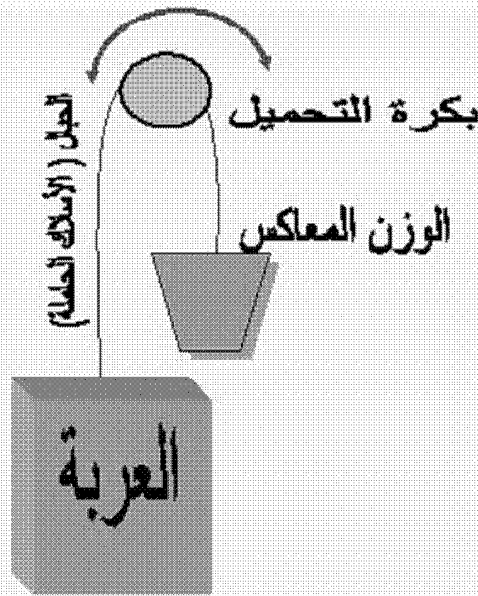 بكرة التحميل
الحبال ( الأسلاك الحاملة)
الوزن المعاكس
العربة